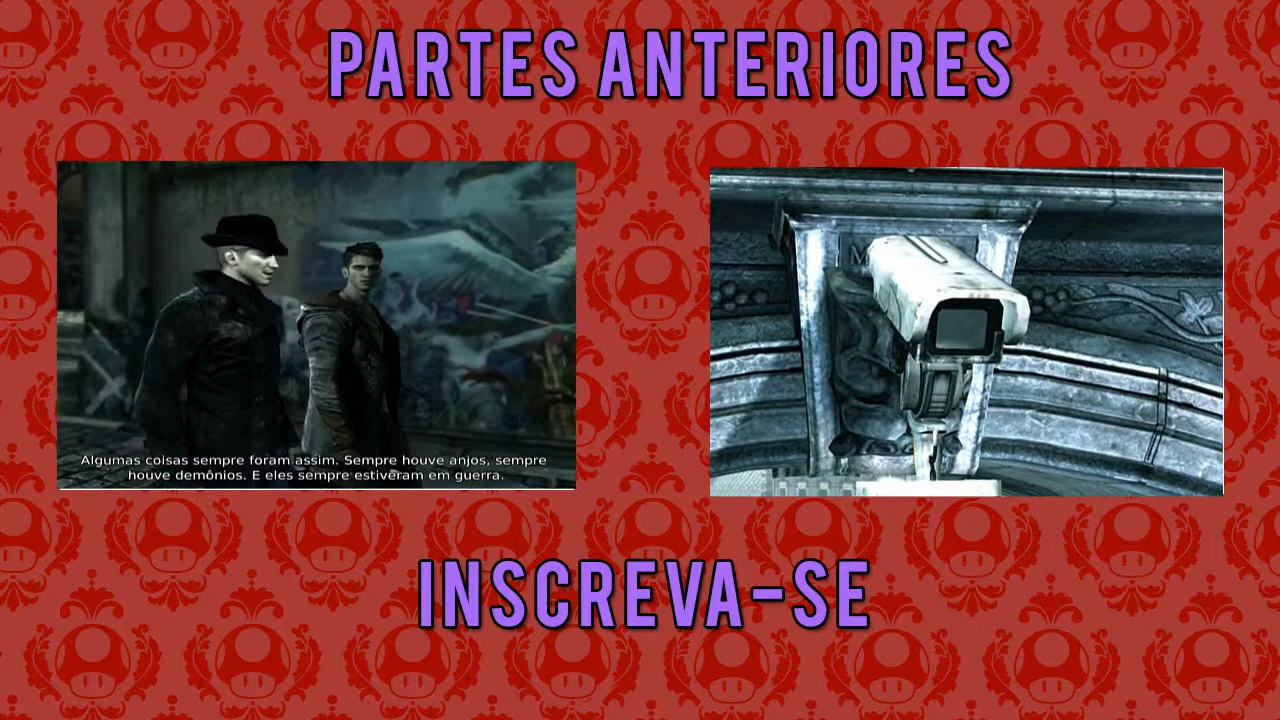 PARTES ANTERIORES
Algumas coisas sempre foram assim. Sempre houve anjos, sempre
houve demônios. E eles sempre estiveram em guerra.
INSCREVA-SE